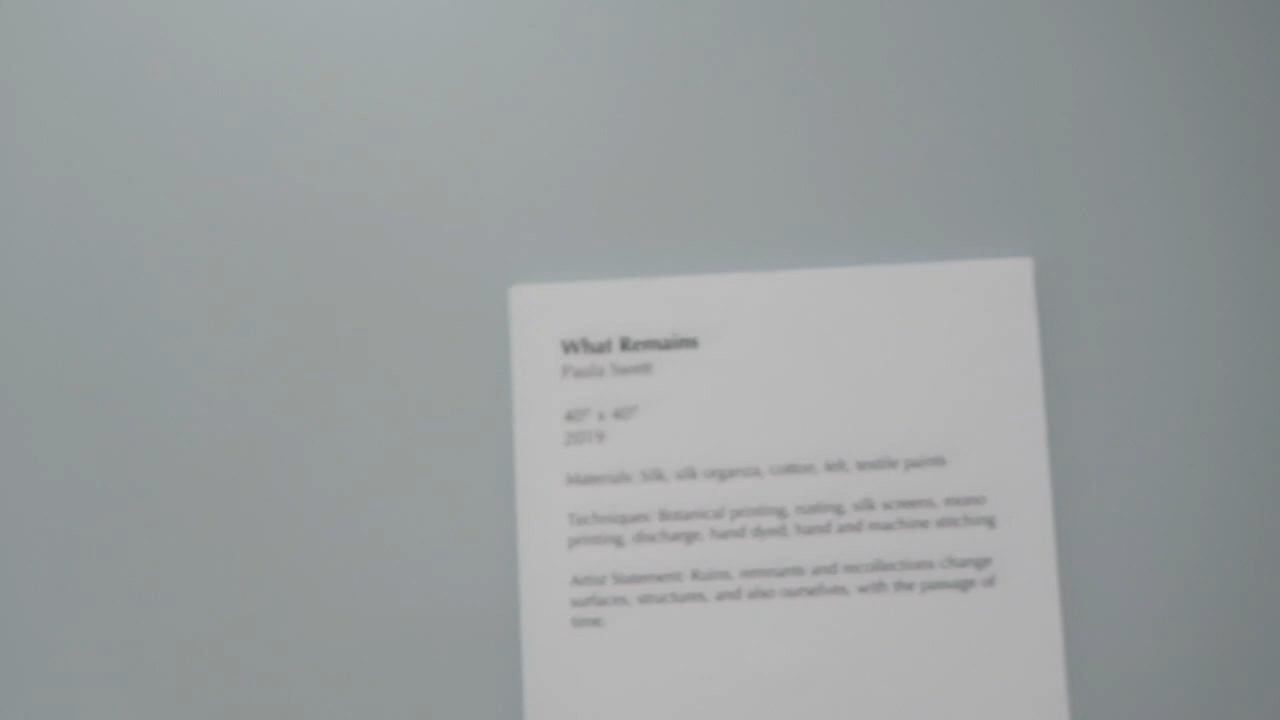 What Remains
Paula Swett
40" x 40"
2019
Materials: Silk, silk organza, cotton, felt, textile paints
Techniques: Botanical printing, rusting, silk screens, mono
printing, discharge, hand dyed, hand and machine stitching
Artist Statement: Ruins, remnants and recollections change
surfaces, structures, and also ourselves, with the passage of
time.